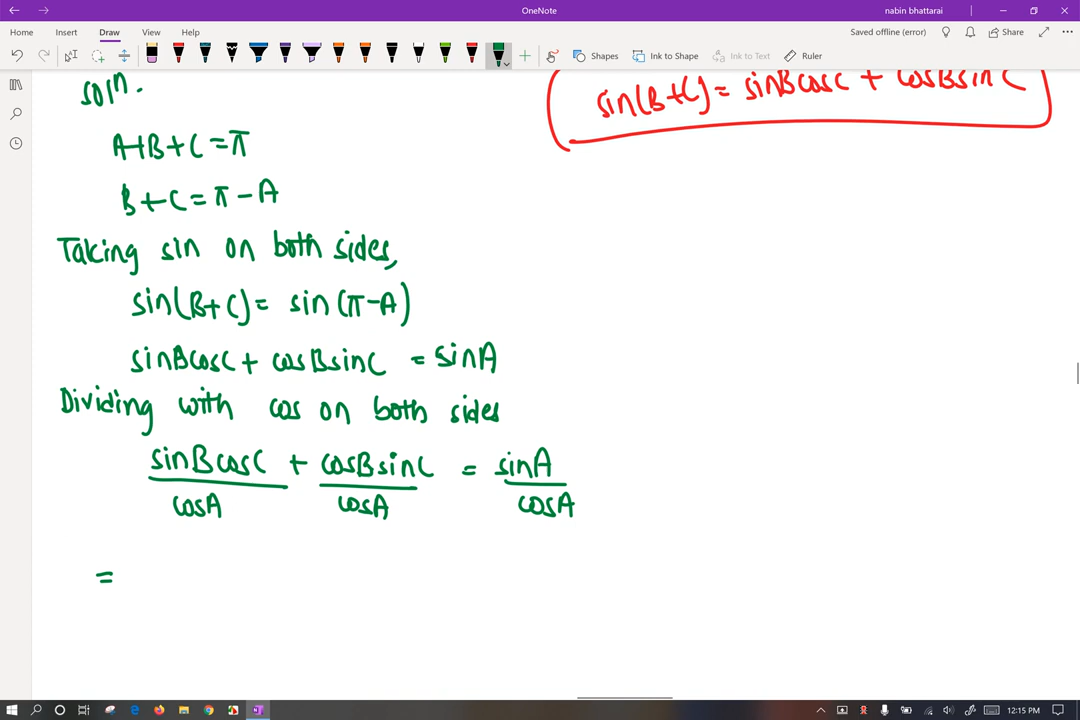 OneNote
nabin bhattarai
Home Insert Draw View Help
Saved offline (error) Share
Shapes Ink to Shape Ink to Text Ruler
soln.
sin(B+C) = sinBcosC + cosBsinC
A+B+C = π
B+C = π - A
Taking sin on both sides,
sin(B+C) = sin(π-A)
sinBcosC + cosBsinC = sinA
Dividing with cos on both sides
sinBcosC + cosBsinC = sinA
cosA cosA cosA
=
12:15 PM